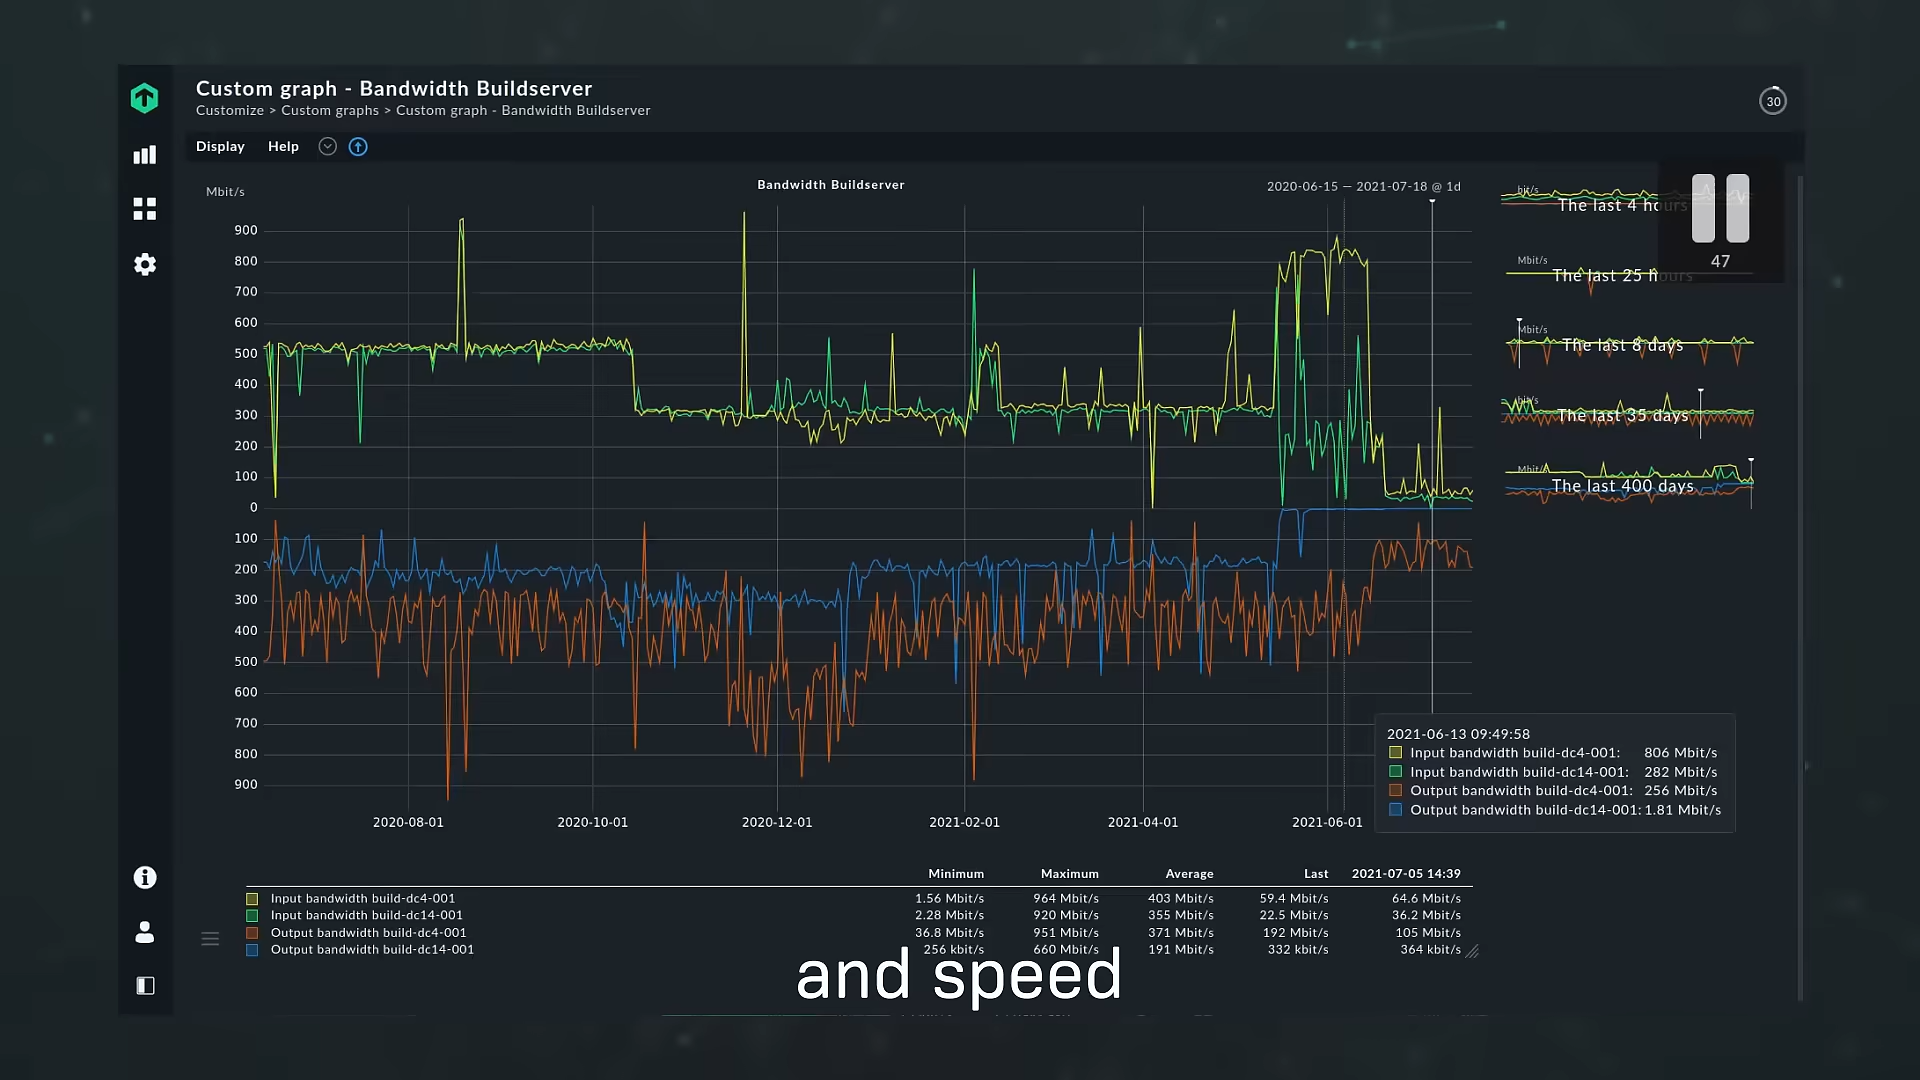 Custom graph - Bandwidth Buildserver
Customize > Custom graphs > Custom graph - Bandwidth Buildserver
30
Display Help
Mbit/s
Bandwidth Buildserver
2020-06-15 — 2021-07-18 @ 1d
900
800
700
600
500
400
300
200
100
0
100
200
300
400
500
600
700
800
900
2020-08-01 2020-10-01 2020-12-01 2021-02-01 2021-04-01 2021-06-01
bit/s
The last 4 hours
47
Mbit/s
The last 25 hours
Mbit/s
The last 8 days
bit/s
The last 35 days
Mbit/s
The last 400 days
2021-06-13 09:49:58
Input bandwidth build-dc4-001: 806 Mbit/s
Input bandwidth build-dc14-001: 282 Mbit/s
Output bandwidth build-dc4-001: 256 Mbit/s
Output bandwidth build-dc14-001: 1.81 Mbit/s
Minimum Maximum Average Last 2021-07-05 14:39
Input bandwidth build-dc4-001 1.56 Mbit/s 964 Mbit/s 403 Mbit/s 59.4 Mbit/s 64.6 Mbit/s
Input bandwidth build-dc14-001 2.28 Mbit/s 920 Mbit/s 355 Mbit/s 22.5 Mbit/s 36.2 Mbit/s
Output bandwidth build-dc4-001 36.8 Mbit/s 951 Mbit/s 371 Mbit/s 192 Mbit/s 105 Mbit/s
Output bandwidth build-dc14-001 256 kbit/s 660 Mbit/s 191 Mbit/s 332 kbit/s 364 kbit/s
and speed